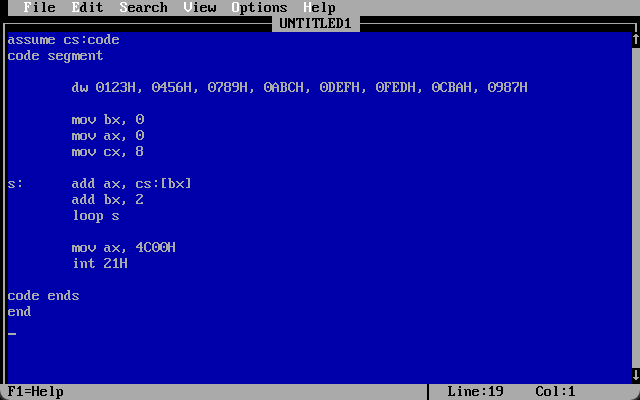 File Edit Search View Options Help
UNTITLED1
assume cs:code
code segment
dw 0123H, 0456H, 0789H, 0ABCH, 0DEFH, 0FEDH, 0CBAH, 0987H
mov bx, 0
mov ax, 0
mov cx, 8
s: add ax, cs:[bx]
add bx, 2
loop s
mov ax, 4C00H
int 21H
code ends
end
F1=Help Line:19 Col:1